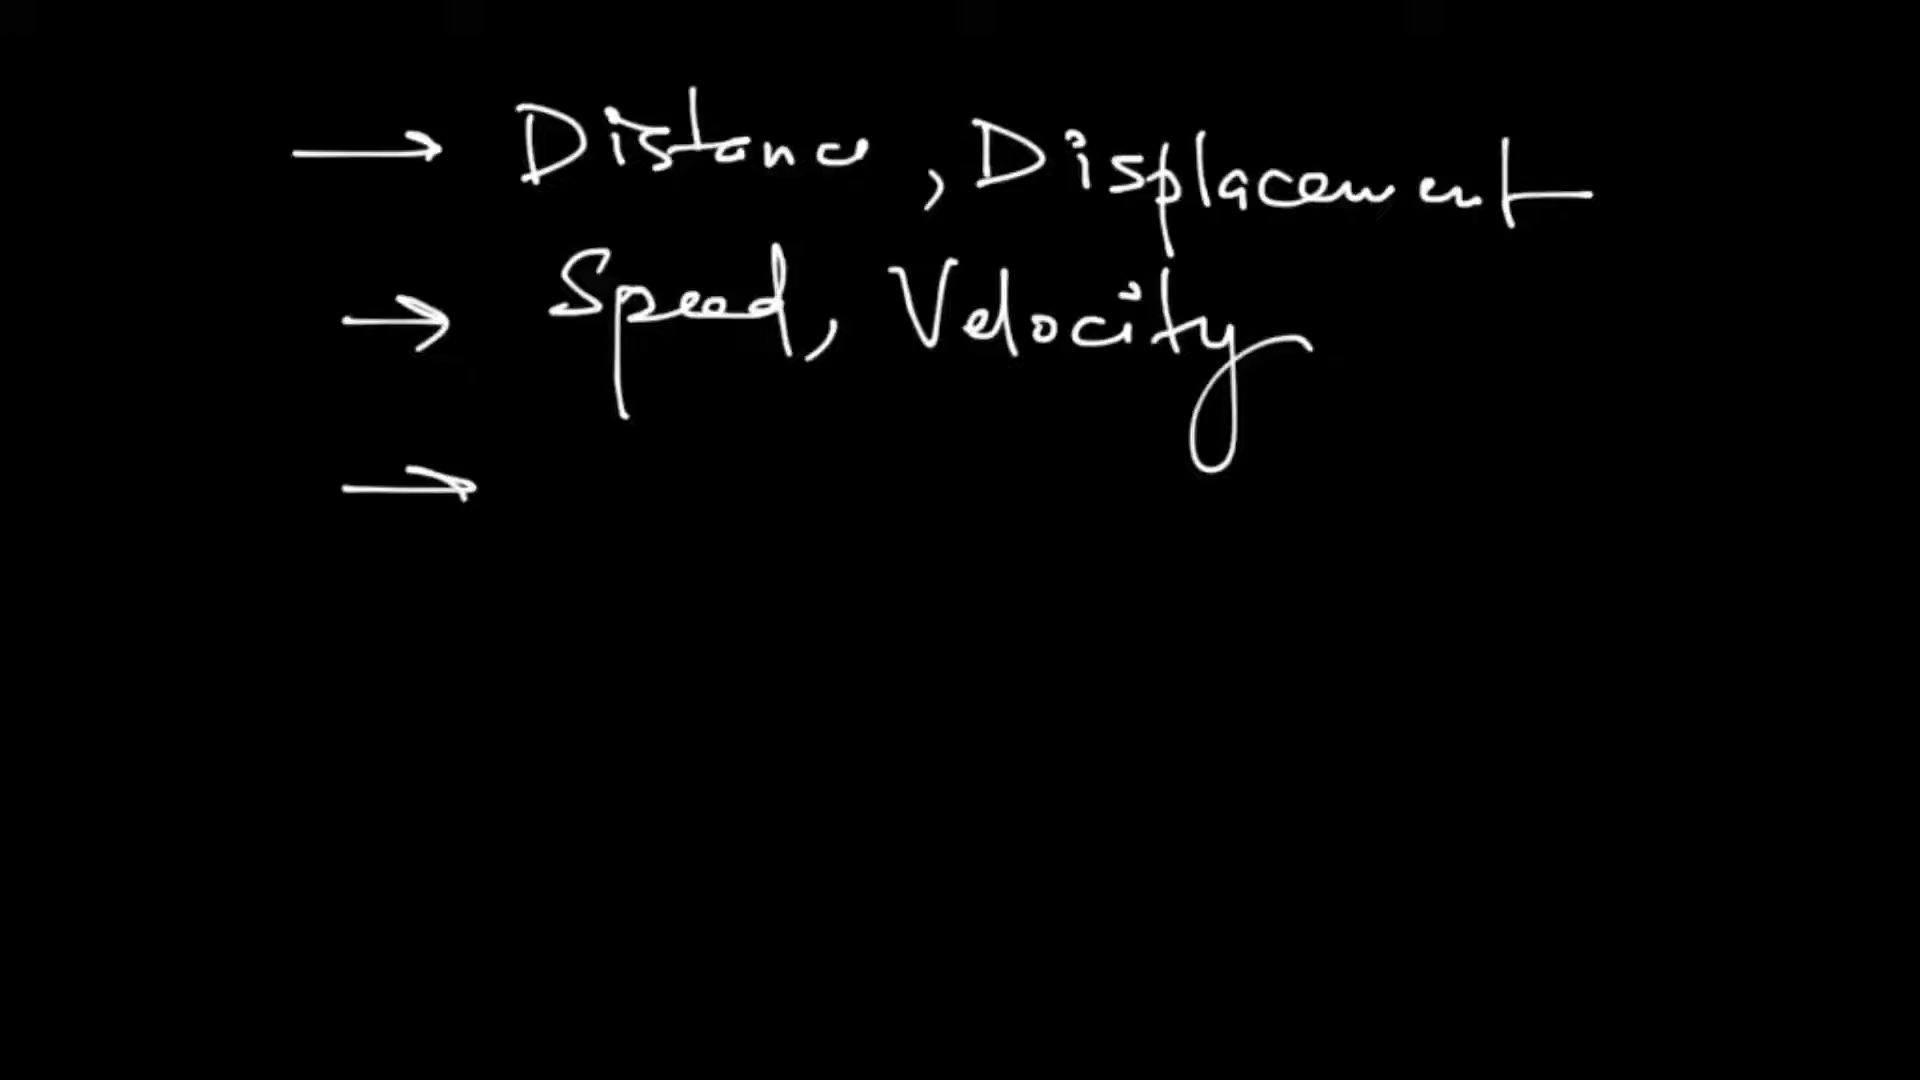 → Distance, Displacement
→ Speed, Velocity
→